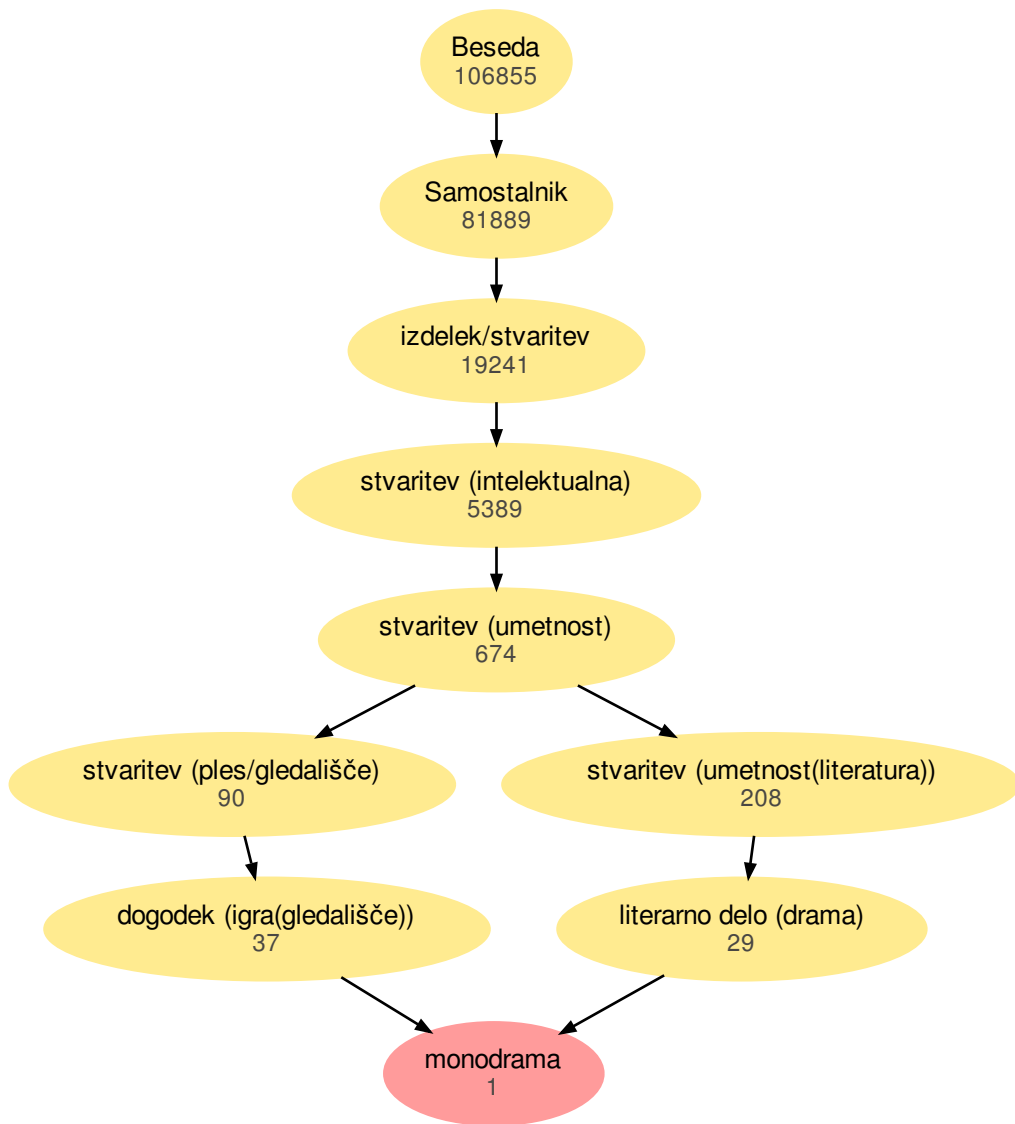 Beseda
106855
Samostalnik
81889
izdelek/stvaritev
19241
stvaritev (intelektualna)
5389
stvaritev (umetnost)
674
stvaritev (ples/gledališče)
90
stvaritev (umetnost(literatura))
208
dogodek (igra(gledališče))
37
literarno delo (drama)
29
monodrama
1